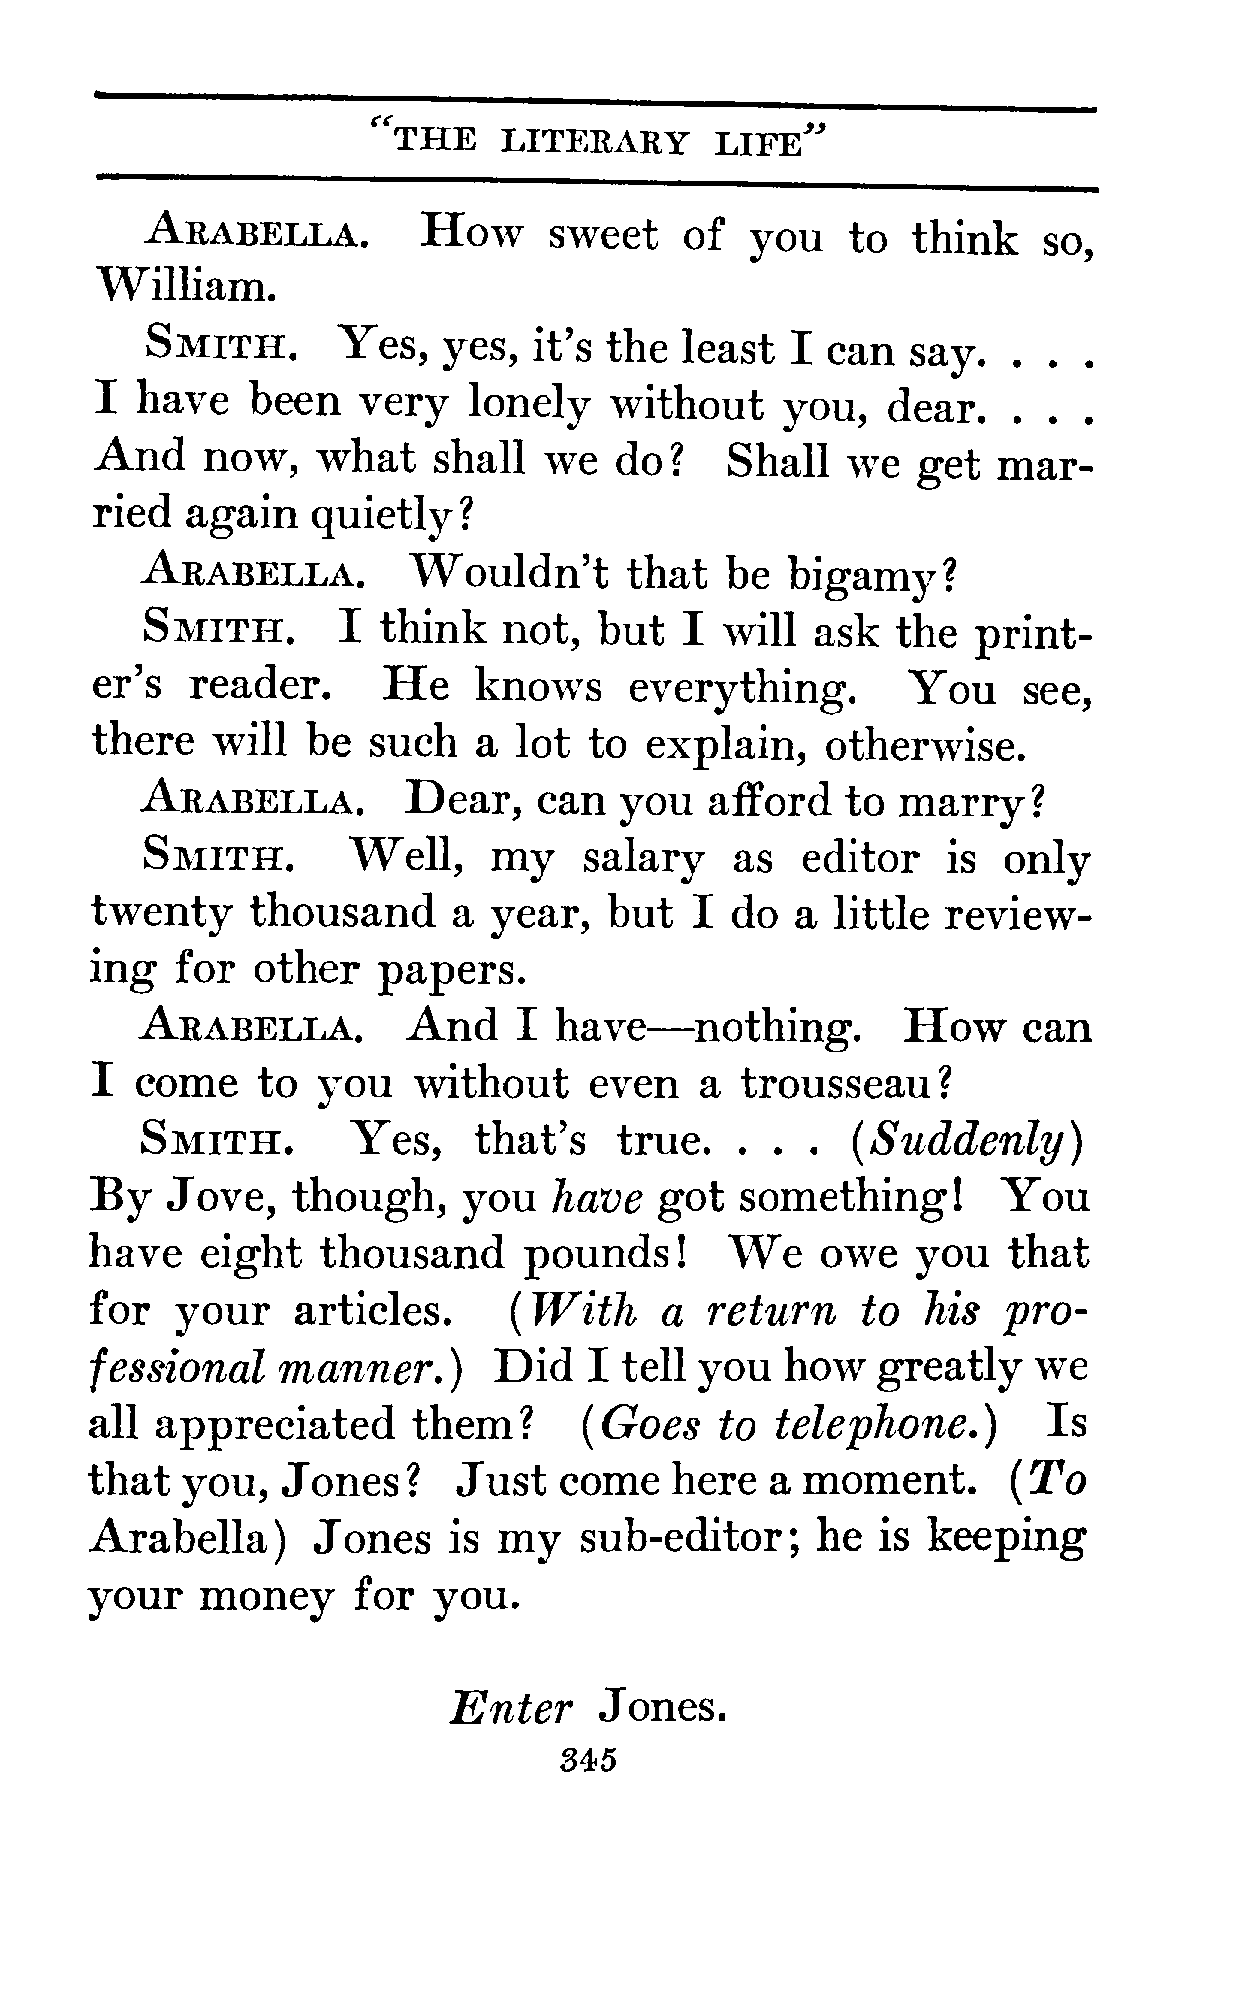 "THE LITERARY LIFE"
ARABELLA. How sweet of you to think so,
William.
SMITH. Yes, yes, it's the least I can say. . . .
I have been very lonely without you, dear. . . .
And now, what shall we do? Shall we get mar-
ried again quietly?
ARABELLA. Wouldn't that be bigamy?
SMITH. I think not, but I will ask the print-
er's reader. He knows everything. You see,
there will be such a lot to explain, otherwise.
ARABELLA. Dear, can you afford to marry?
SMITH. Well, my salary as editor is only
twenty thousand a year, but I do a little review-
ing for other papers.
ARABELLA. And I have—nothing. How can
I come to you without even a trousseau?
SMITH. Yes, that's true. . . . (Suddenly)
By Jove, though, you have got something! You
have eight thousand pounds! We owe you that
for your articles. (With a return to his pro-
fessional manner.) Did I tell you how greatly we
all appreciated them? (Goes to telephone.) Is
that you, Jones? Just come here a moment. (To
Arabella) Jones is my sub-editor; he is keeping
your money for you.
Enter Jones.
345